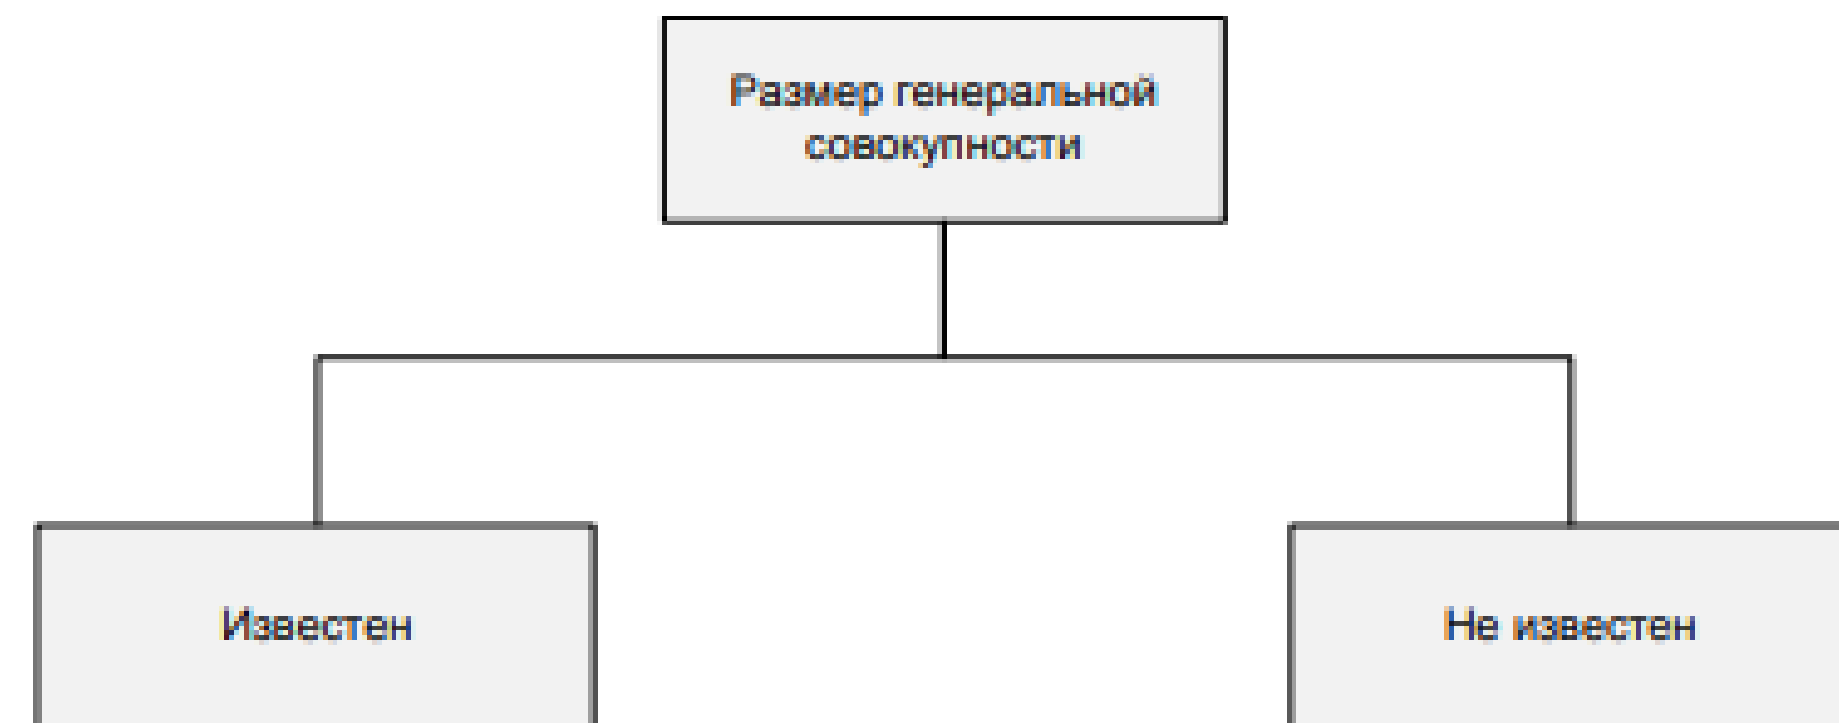 Размер генеральной
совокупности
Известен
Не известен